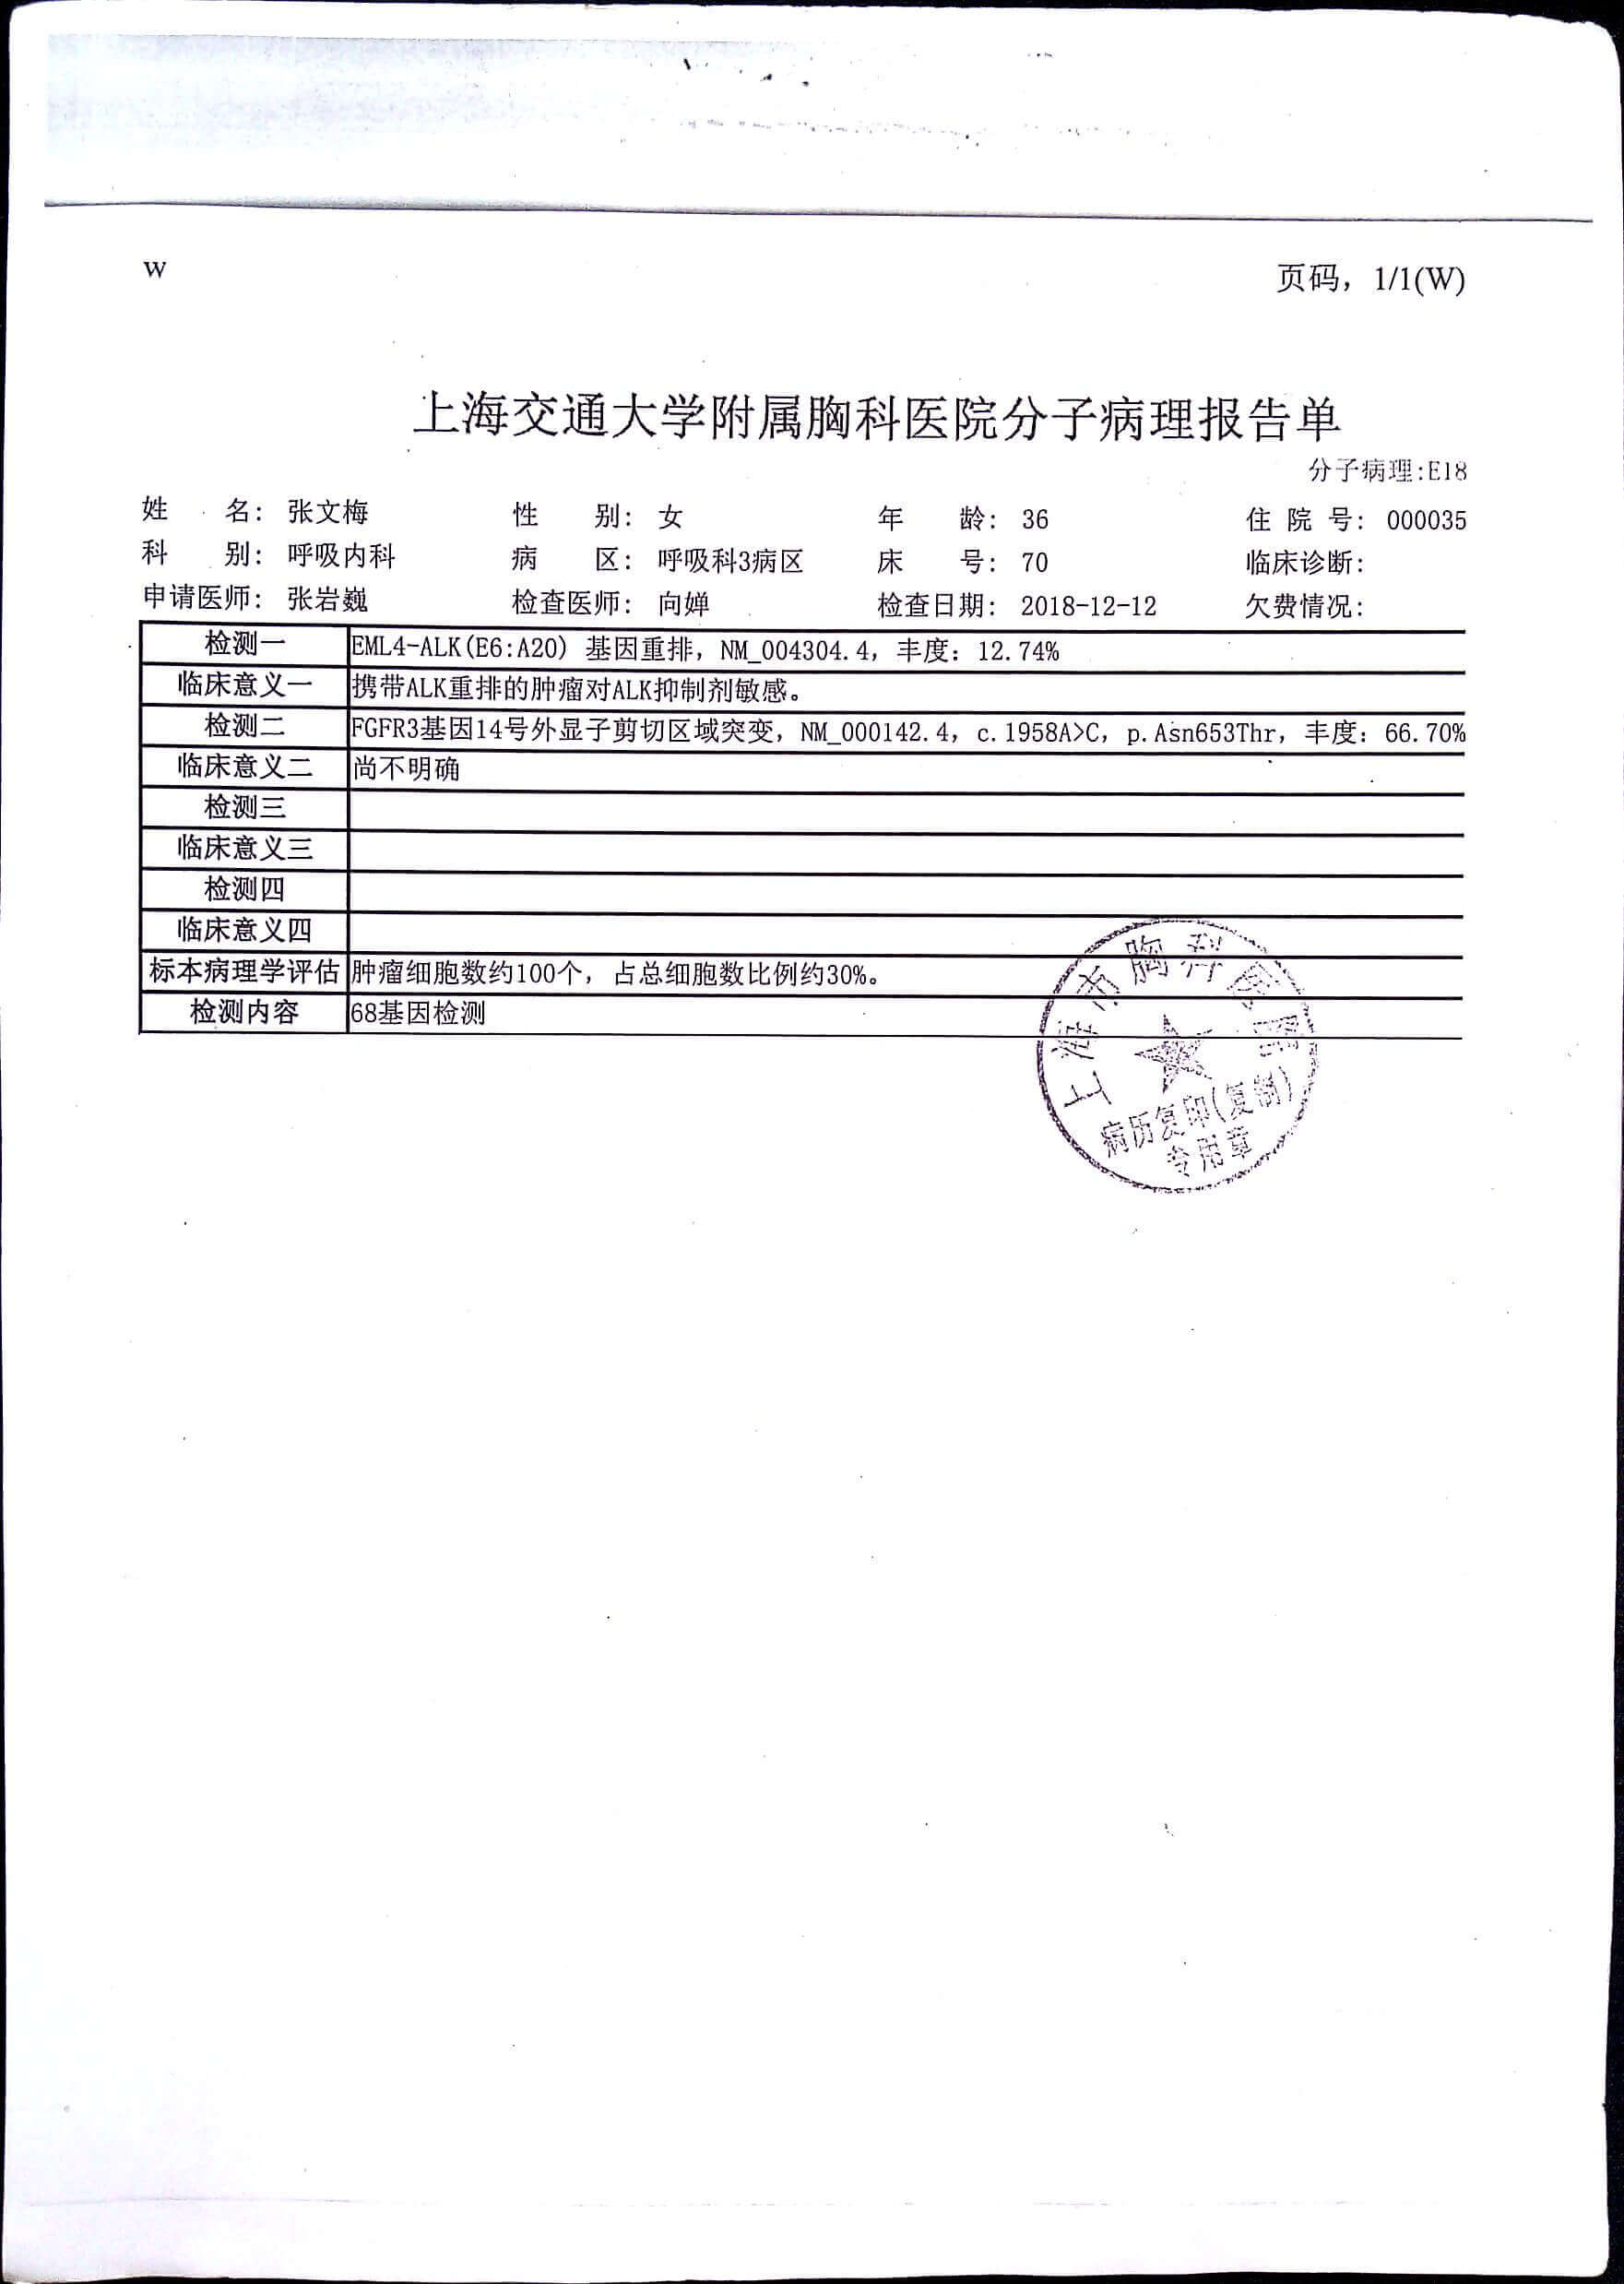 W
页码，1/1(W)
上海交通大学附属胸科医院分子病理报告单
分子病理:E18
姓 名： 张文梅 性 别： 女 年 龄： 36 住 院 号： 000035
科 别： 呼吸内科 病 区： 呼吸科3病区 床 号： 70 临床诊断：
申请医师： 张岩巍 检查医师： 向婵 检查日期： 2018-12-12 欠费情况：
检测一 EML4-ALK(E6:A20) 基因重排，NM_004304.4，丰度：12.74%
临床意义一 携带ALK重排的肿瘤对ALK抑制剂敏感。
检测二 FGFR3基因14号外显子剪切区域突变，NM_000142.4，c.1958A>C，p.Asn653Thr，丰度：66.70%
临床意义二 尚不明确
检测三
临床意义三
检测四
临床意义四
标本病理学评估 肿瘤细胞数约100个，占总细胞数比例约30%。
检测内容 68基因检测
上海市胸科医院
病历复印(复制)
专用章